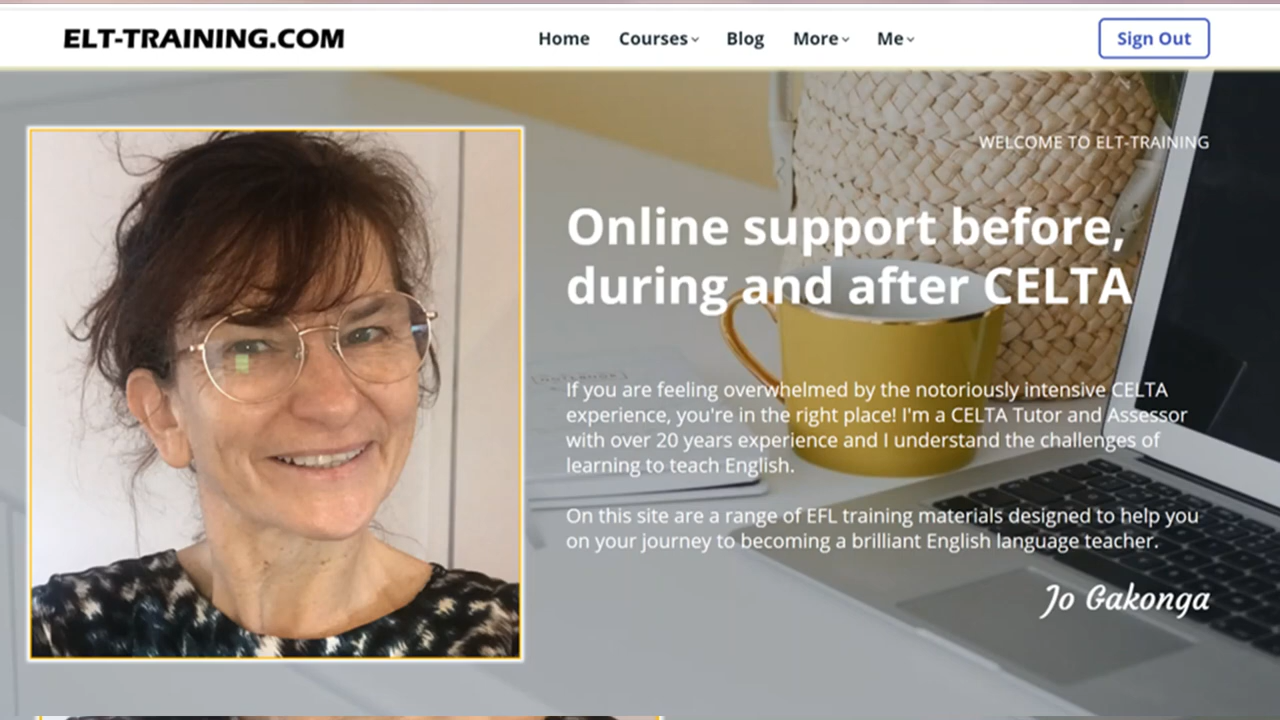 ELT-TRAINING.COM
Home Courses Blog More Me Sign Out
WELCOME TO ELT-TRAINING
Online support before,
during and after CELTA
If you are feeling overwhelmed by the notoriously intensive CELTA
experience, you're in the right place! I'm a CELTA Tutor and Assessor
with over 20 years experience and I understand the challenges of
learning to teach English.
On this site are a range of EFL training materials designed to help you
on your journey to becoming a brilliant English language teacher.
Jo Gakonga